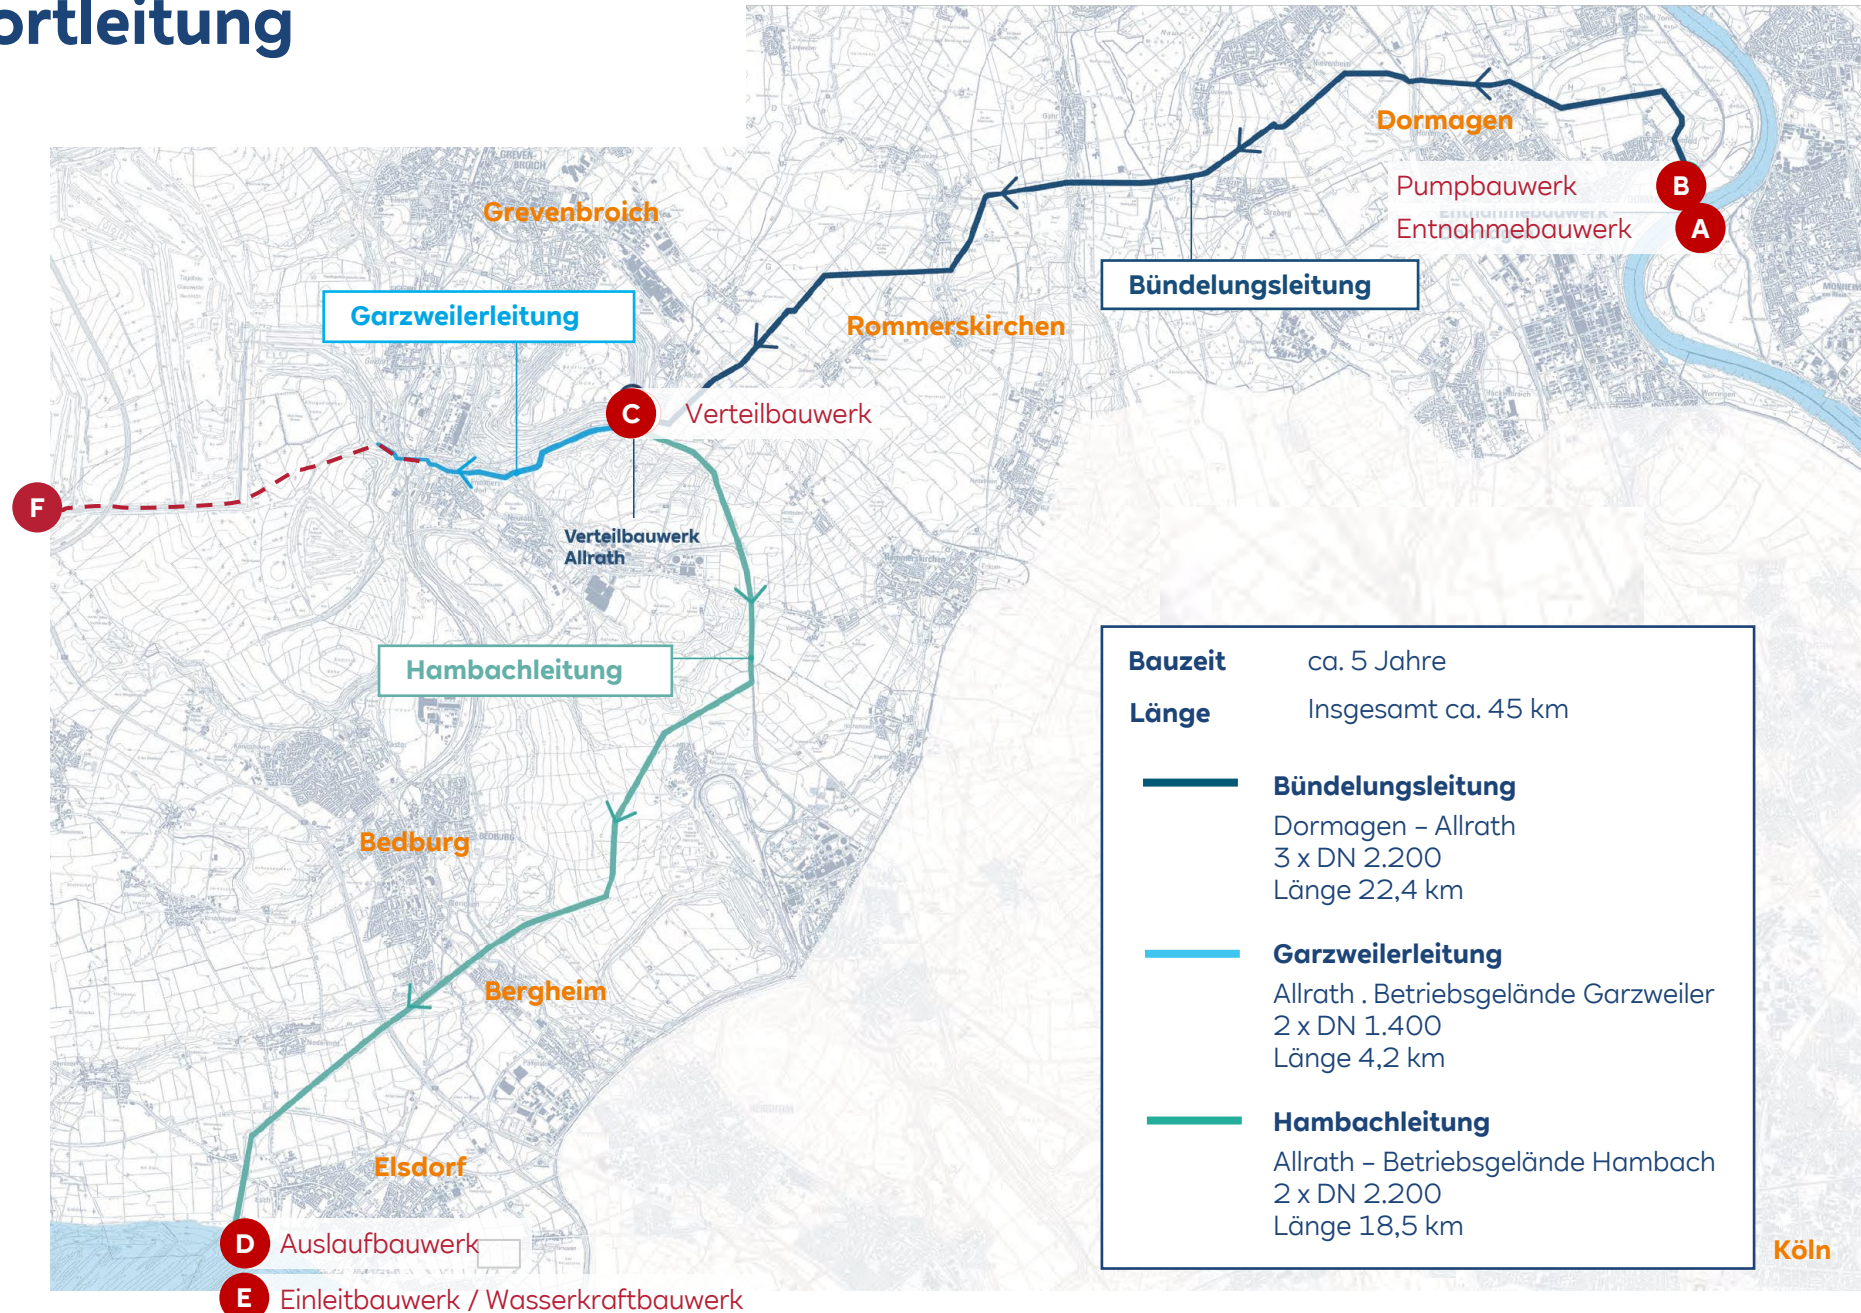 ortleitung
Dormagen
B
Pumpbauwerk
A
Entnahmebauwerk
Grevenbroich
GREVEN-
BROICH
Bündelungsleitung
Garzweilerleitung
Rommerskirchen
C
Verteilbauwerk
F
Verteilbauwerk
Allrath
Hambachleitung
Bedburg
BEDBURG
Bergheim
Elsdorf
D
Auslaufbauwerk
E
Einleitbauwerk / Wasserkraftbauwerk
Bauzeit ca. 5 Jahre
Länge Insgesamt ca. 45 km
Bündelungsleitung
Dormagen – Allrath
3 x DN 2.200
Länge 22,4 km
Garzweilerleitung
Allrath . Betriebsgelände Garzweiler
2 x DN 1.400
Länge 4,2 km
Hambachleitung
Allrath – Betriebsgelände Hambach
2 x DN 2.200
Länge 18,5 km
Köln